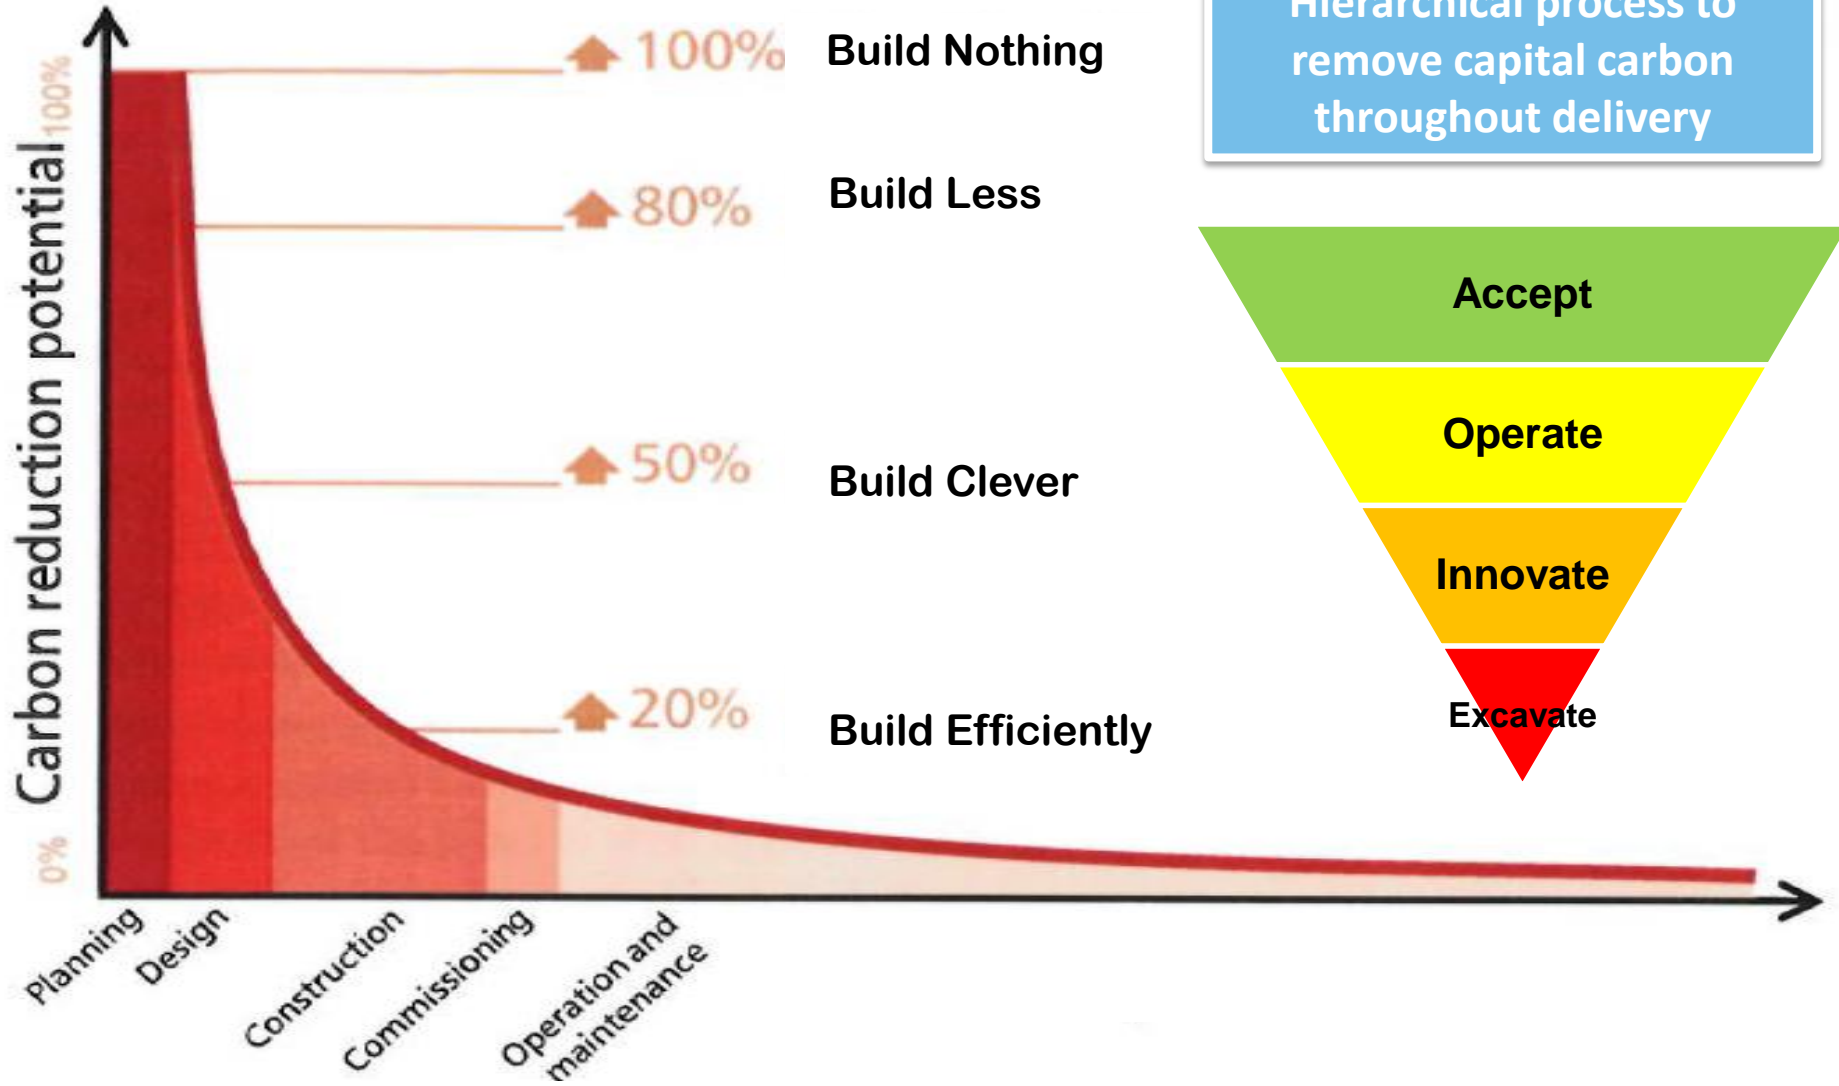 Hierarchical process to
remove capital carbon
throughout delivery
100%
Carbon reduction potential
0%
100%
Build Nothing
80%
Build Less
50%
Build Clever
20%
Build Efficiently
Accept
Operate
Innovate
Excavate
Planning
Design
Construction
Commissioning
Operation and
maintenance